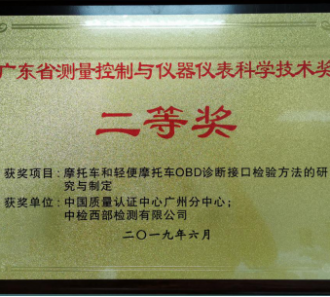 广东省测量控制与仪器仪表科学技术奖
二等奖
获奖项目：摩托车和轻便摩托车OBD诊断接口检验方法的研
究与制定
获奖单位：中国质量认证中心广州分中心；
中检西部检测有限公司
二〇一九年六月